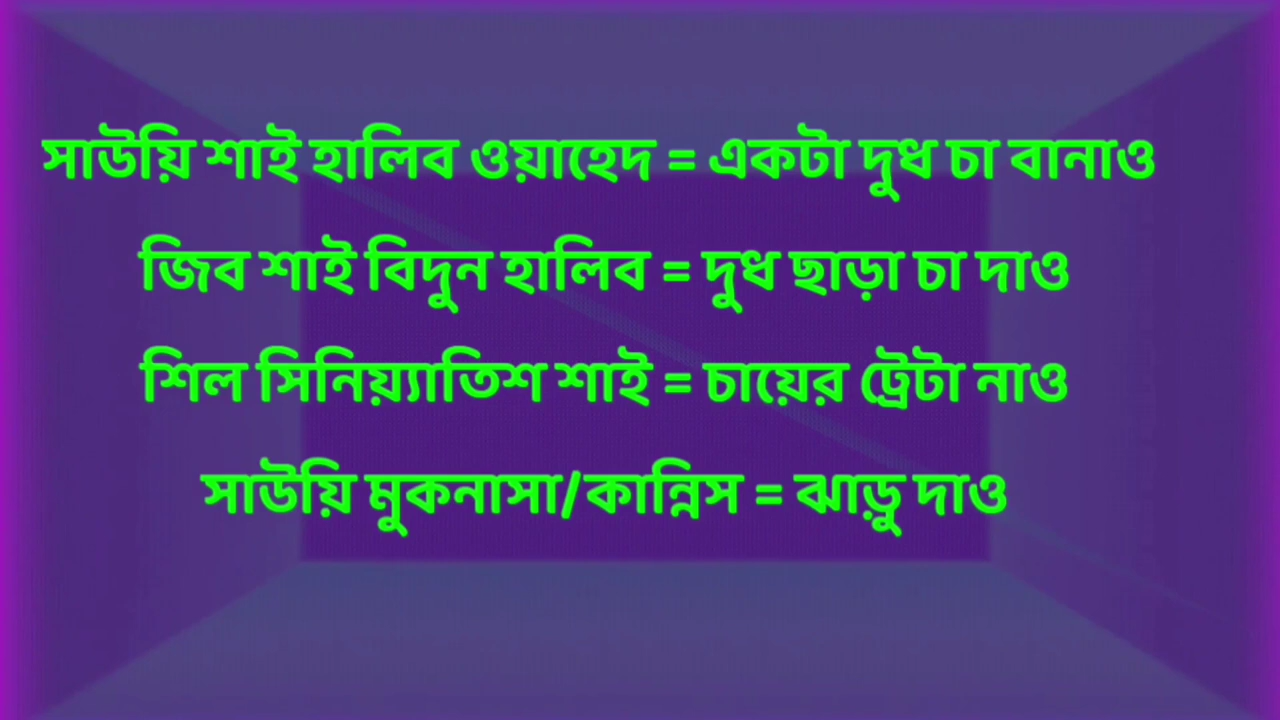 সাউয়ি শাই হালিব ওয়াহেদ = একটা দুধ চা বানাও
জিব শাই বিদুন হালিব = দুধ ছাড়া চা দাও
শিল সিনিয়্যাতিশ শাই = চায়ের ট্রেটা নাও
সাউয়ি মুকনাসা/কান্নিস = ঝাড়ু দাও